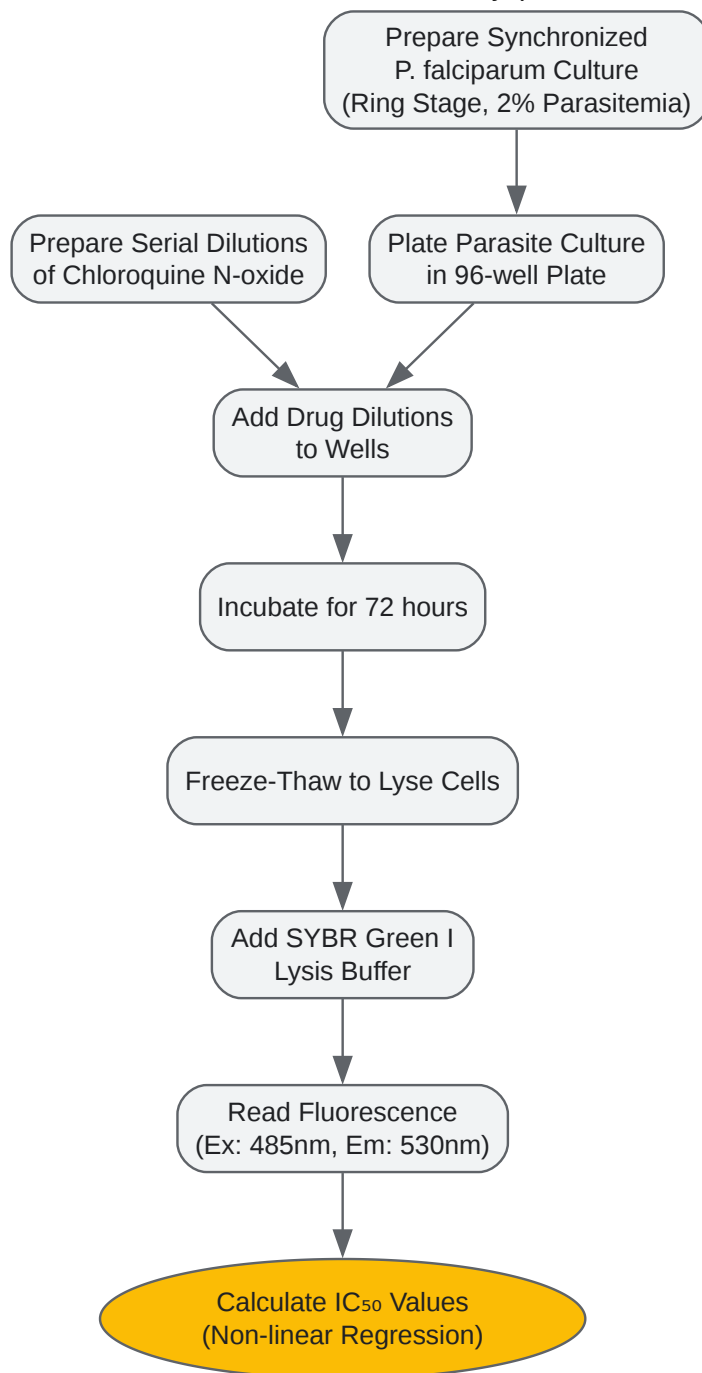 Prepare Synchronized
P. falciparum Culture
(Ring Stage, 2% Parasitemia)
Prepare Serial Dilutions
of Chloroquine N-oxide
Plate Parasite Culture
in 96-well Plate
Add Drug Dilutions
to Wells
Incubate for 72 hours
Freeze-Thaw to Lyse Cells
Add SYBR Green I
Lysis Buffer
Read Fluorescence
(Ex: 485nm, Em: 530nm)
Calculate IC₅₀ Values
(Non-linear Regression)